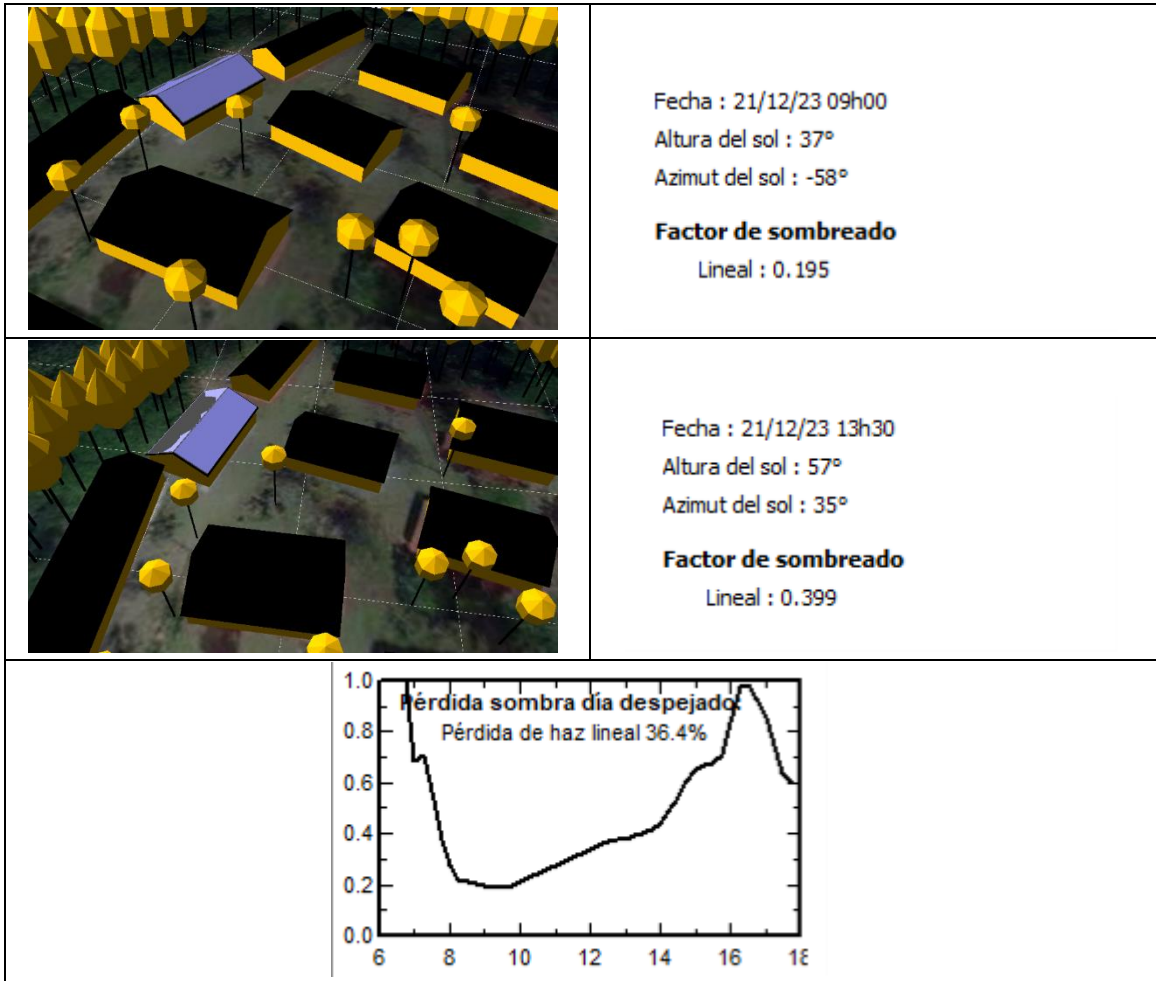 Fecha : 21/12/23 09h00
Altura del sol : 37°
Azimut del sol : -58°
Factor de sombreado
Lineal : 0.195
Fecha : 21/12/23 13h30
Altura del sol : 57°
Azimut del sol : 35°
Factor de sombreado
Lineal : 0.399
Pérdida sombra día despejado:
Pérdida de haz lineal 36.4%
1.0
0.8
0.6
0.4
0.2
0.0
6 8 10 12 14 16 18